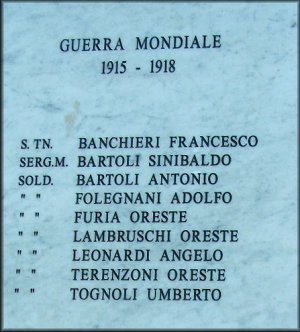 GUERRA MONDIALE
1915 - 1918
S. TN. BANCHIERI FRANCESCO
SERG.M. BARTOLI SINIBALDO
SOLD. BARTOLI ANTONIO
" " FOLEGNANI ADOLFO
" " FURIA ORESTE
" " LAMBRUSCHI ORESTE
" " LEONARDI ANGELO
" " TERENZONI ORESTE
" " TOGNOLI UMBERTO